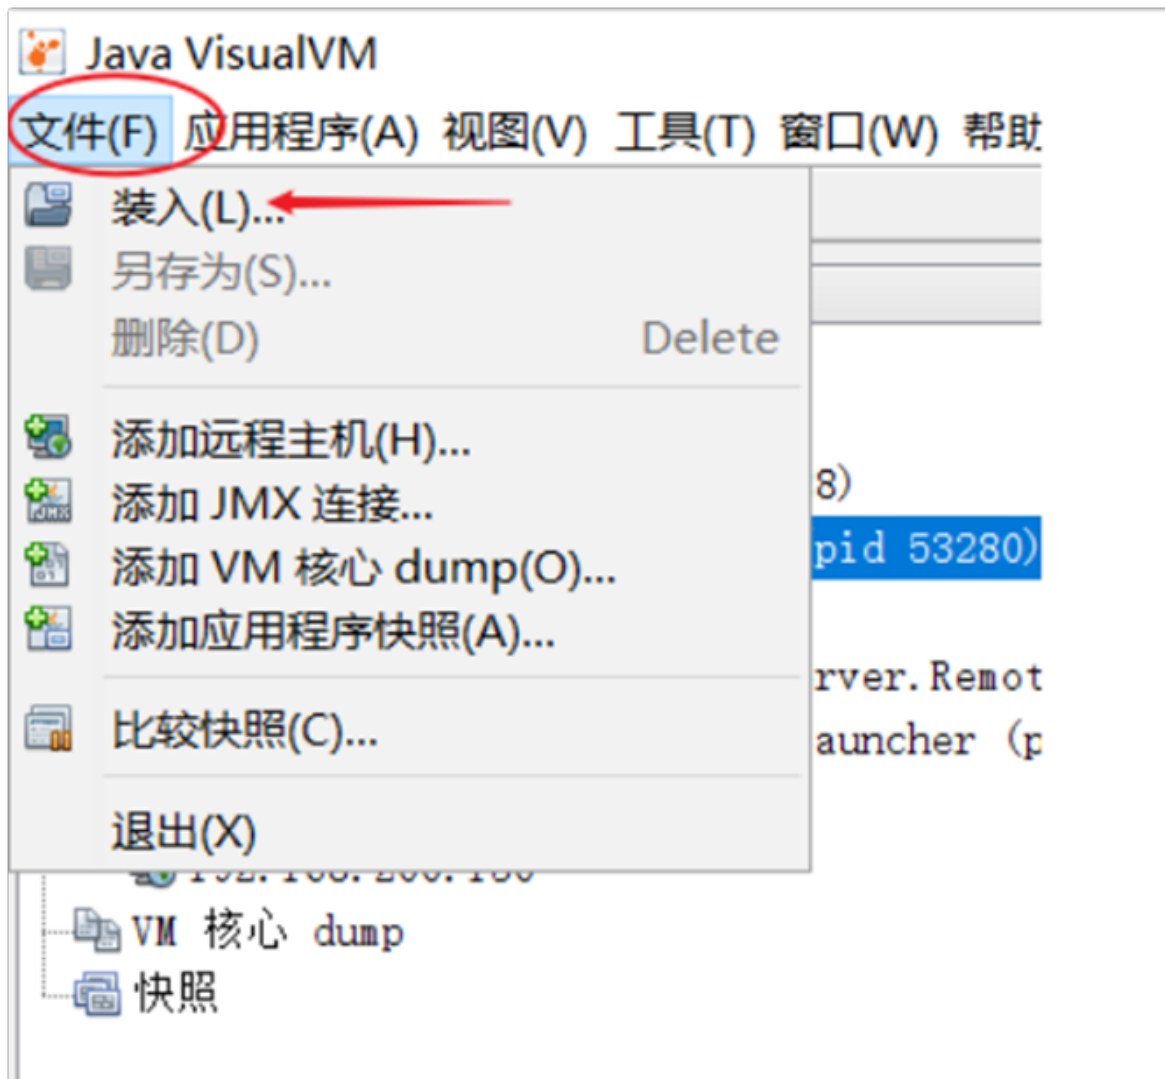 Java VisualVM
文件(F) 应用程序(A) 视图(V) 工具(T) 窗口(W) 帮助
装入(L)...
另存为(S)...
删除(D) Delete
添加远程主机(H)...
添加 JMX 连接...
8)
添加 VM 核心 dump(O)...
pid 53280)
添加应用程序快照(A)...
rver.Remot
比较快照(C)...
auncher (p
退出(X)
VM 核心 dump
快照